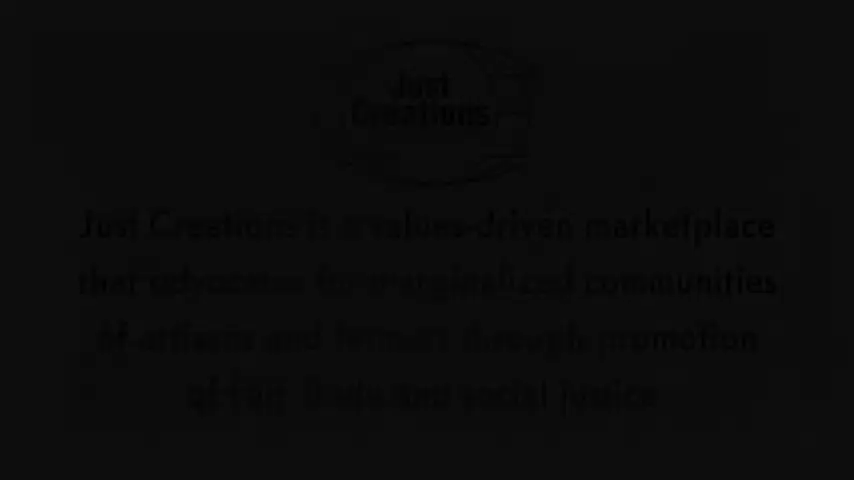 Just
Creations
Just Creations is a values-driven marketplace
that advocates for marginalized communities
of artisans and farmers through promotion
of fair trade and social justice